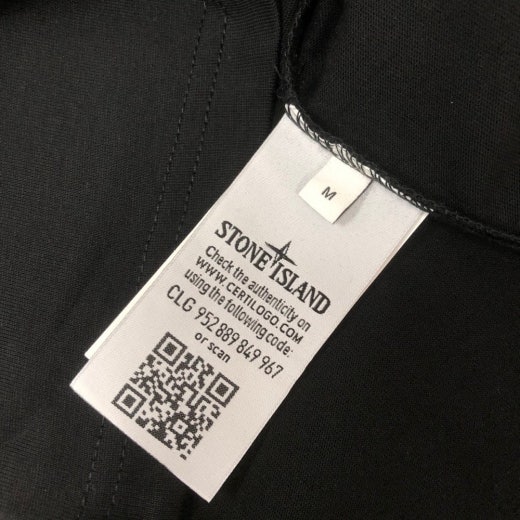 M
STONE ISLAND
Check the authenticity on
WWW.CERTILOGO.COM
using the following code:
CLG 952 889 849 967
or scan